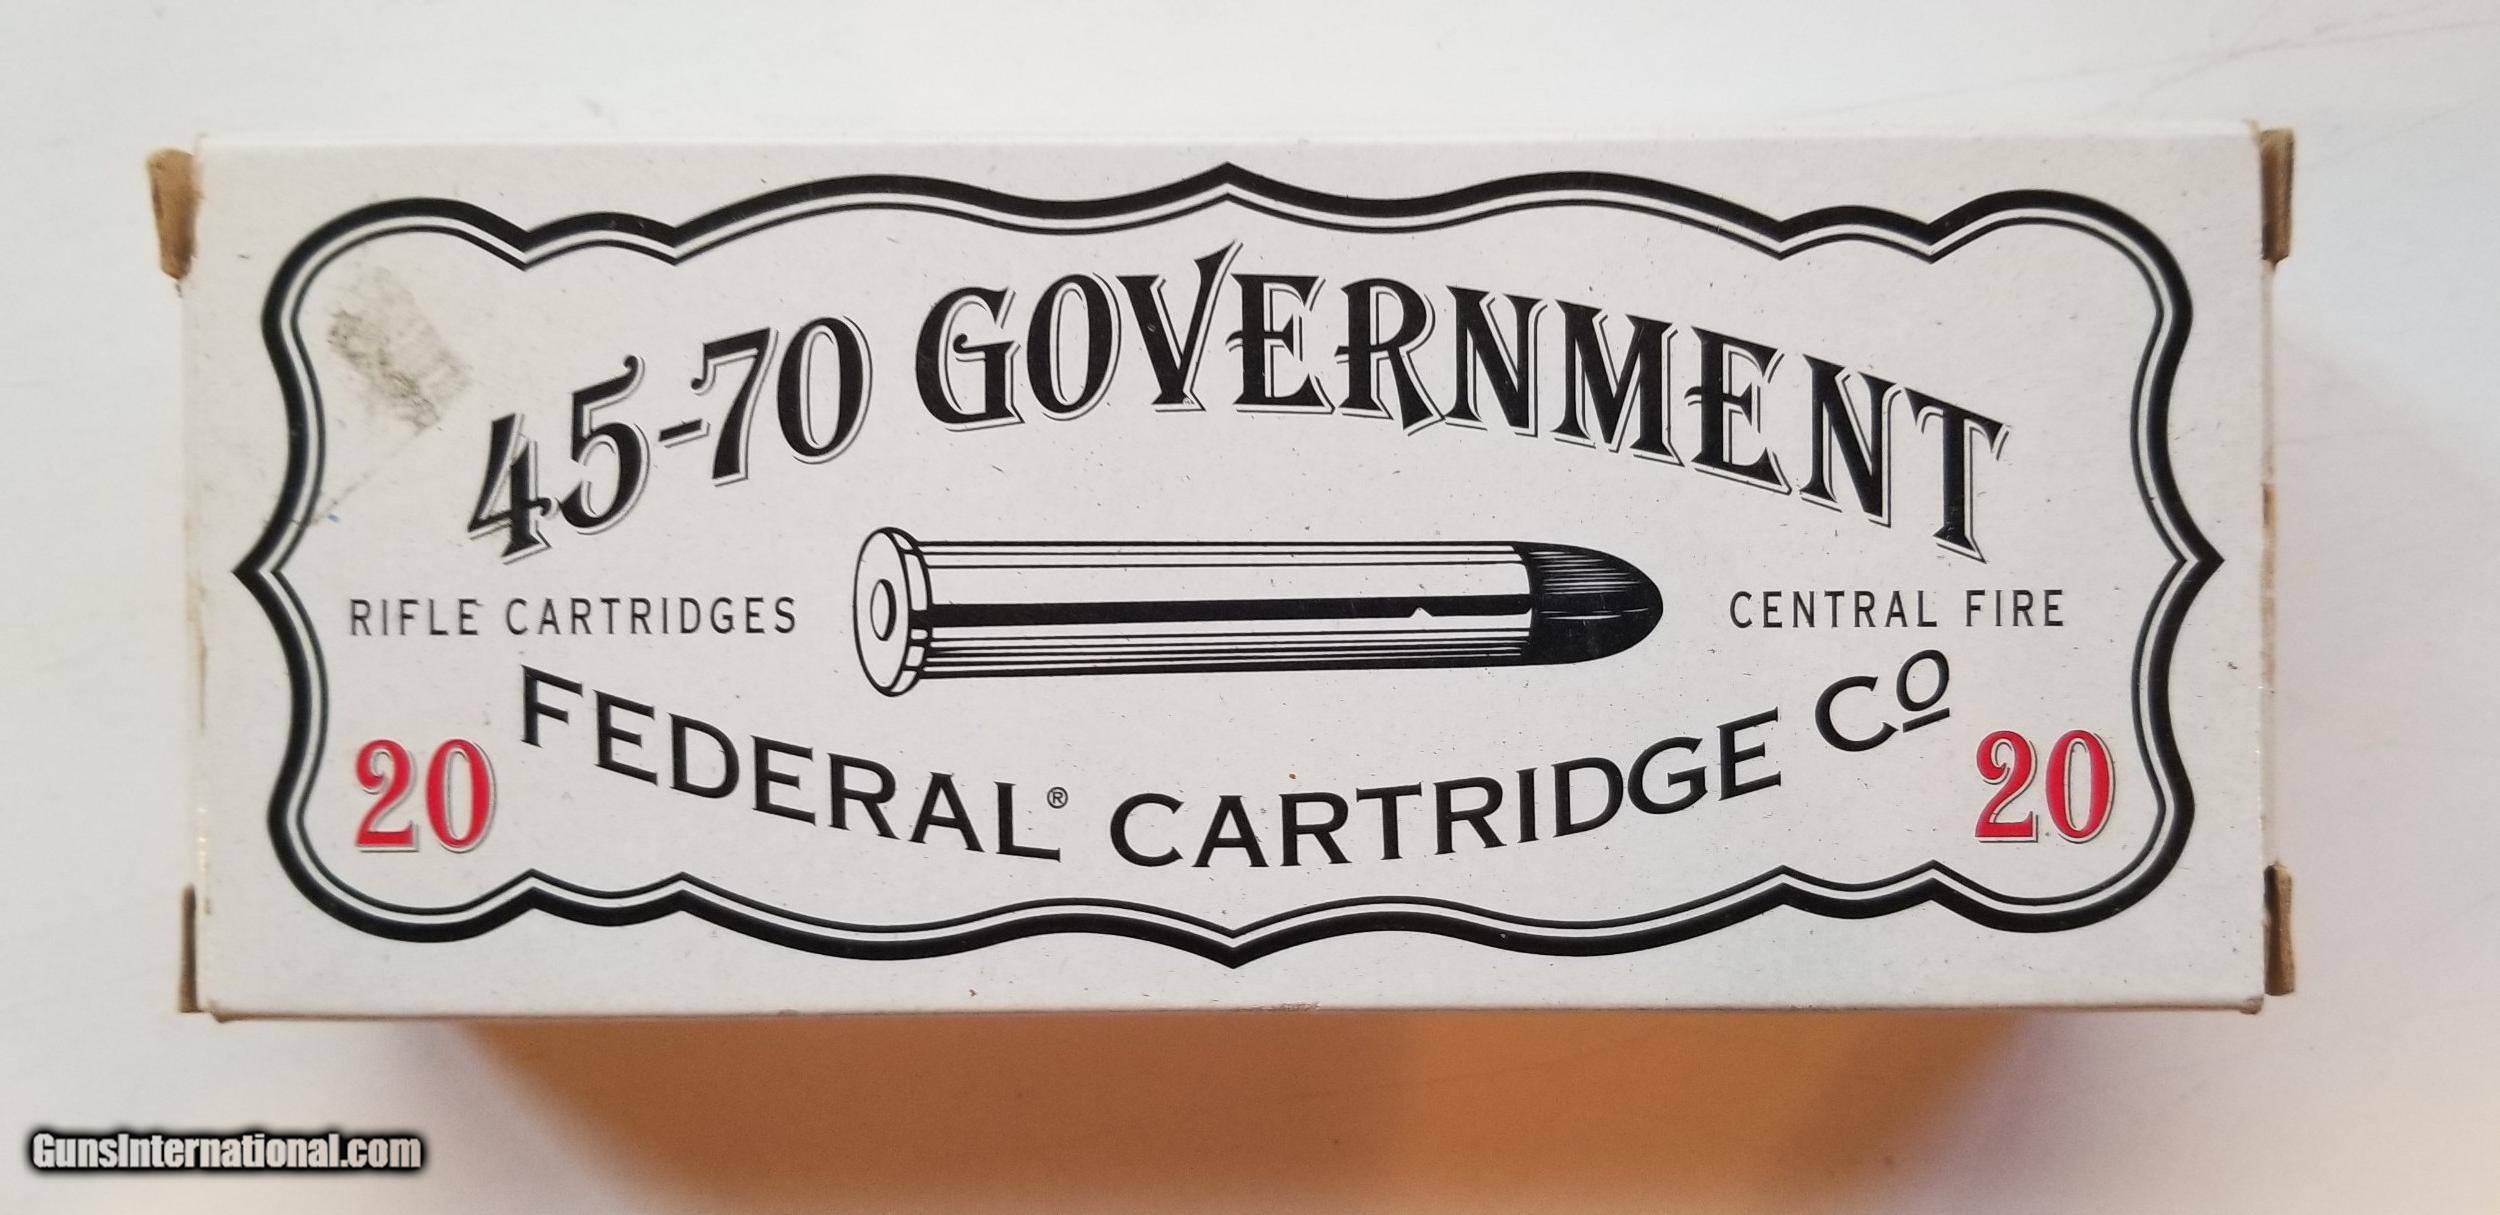 45-70 GOVERNMENT
RIFLE CARTRIDGES
CENTRAL FIRE
FEDERAL® CARTRIDGE Co
20
20
GunsInternational.com